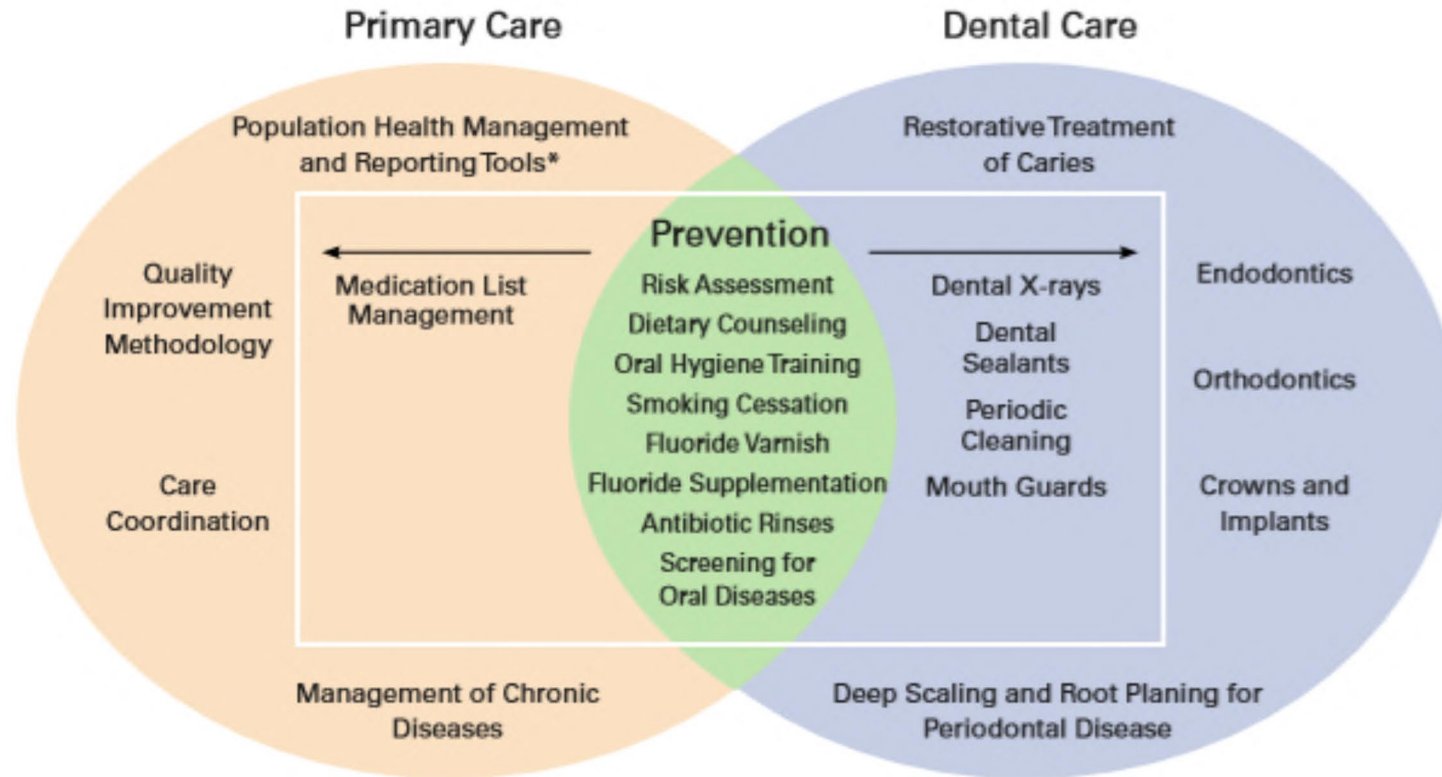 Primary Care
Dental Care
Population Health Management
and Reporting Tools*
Restorative Treatment
of Caries
Prevention
Quality
Improvement
Methodology
Medication List
Management
Risk Assessment
Dietary Counseling
Oral Hygiene Training
Smoking Cessation
Fluoride Varnish
Fluoride Supplementation
Antibiotic Rinses
Screening for
Oral Diseases
Dental X-rays
Dental
Sealants
Periodic
Cleaning
Mouth Guards
Endodontics
Orthodontics
Crowns and
Implants
Care
Coordination
Management of Chronic
Diseases
Deep Scaling and Root Planing for
Periodontal Disease